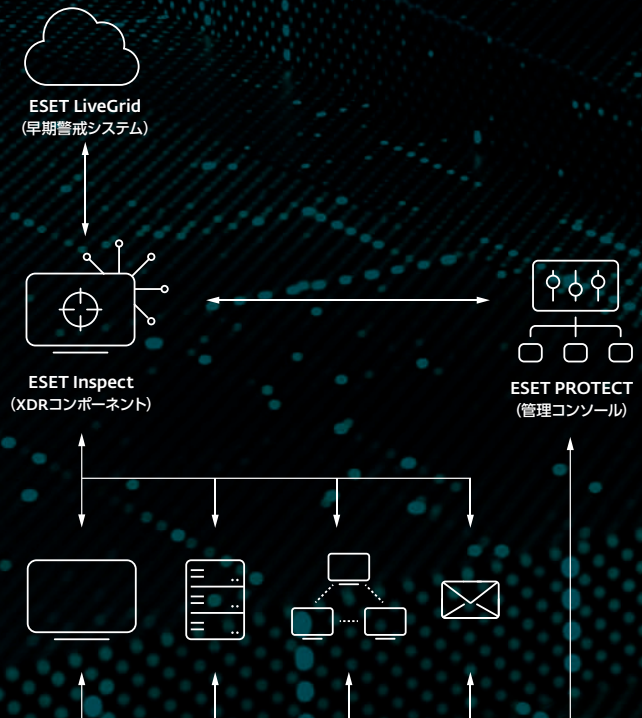 ESET LiveGrid
（早期警戒システム）
ESET Inspect
（XDRコンポーネント）
ESET PROTECT
（管理コンソール）